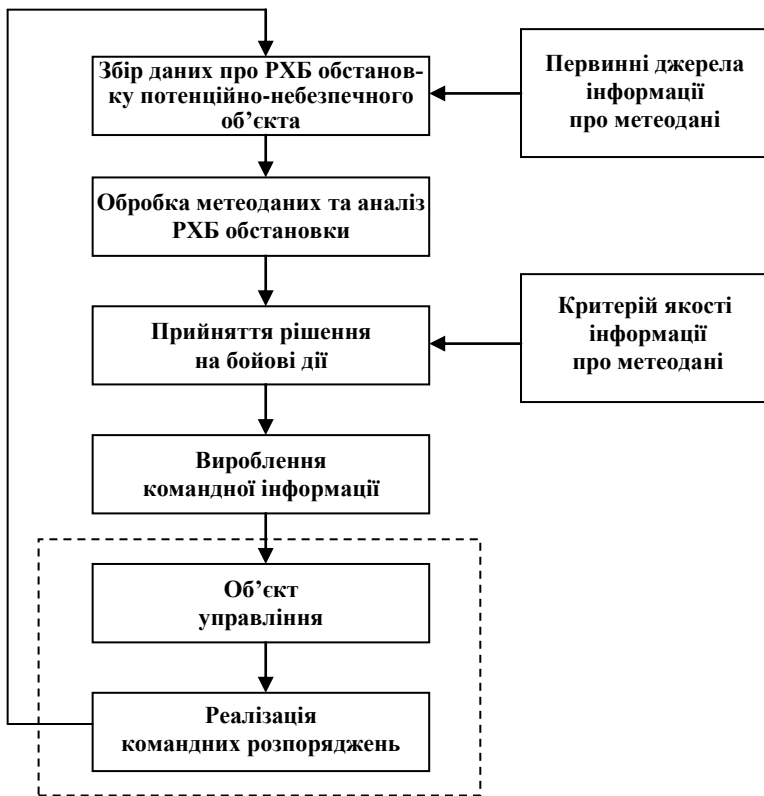 Збір даних про РХБ обстанов-
ку потенційно-небезпечного
об’єкта
Первинні джерела
інформації
про метеодані
Обробка метеоданих та аналіз
РХБ обстановки
Прийняття рішення
на бойові дії
Критерій якості
інформації
про метеодані
Вироблення
командної інформації
Об’єкт
управління
Реалізація
командних розпоряджень